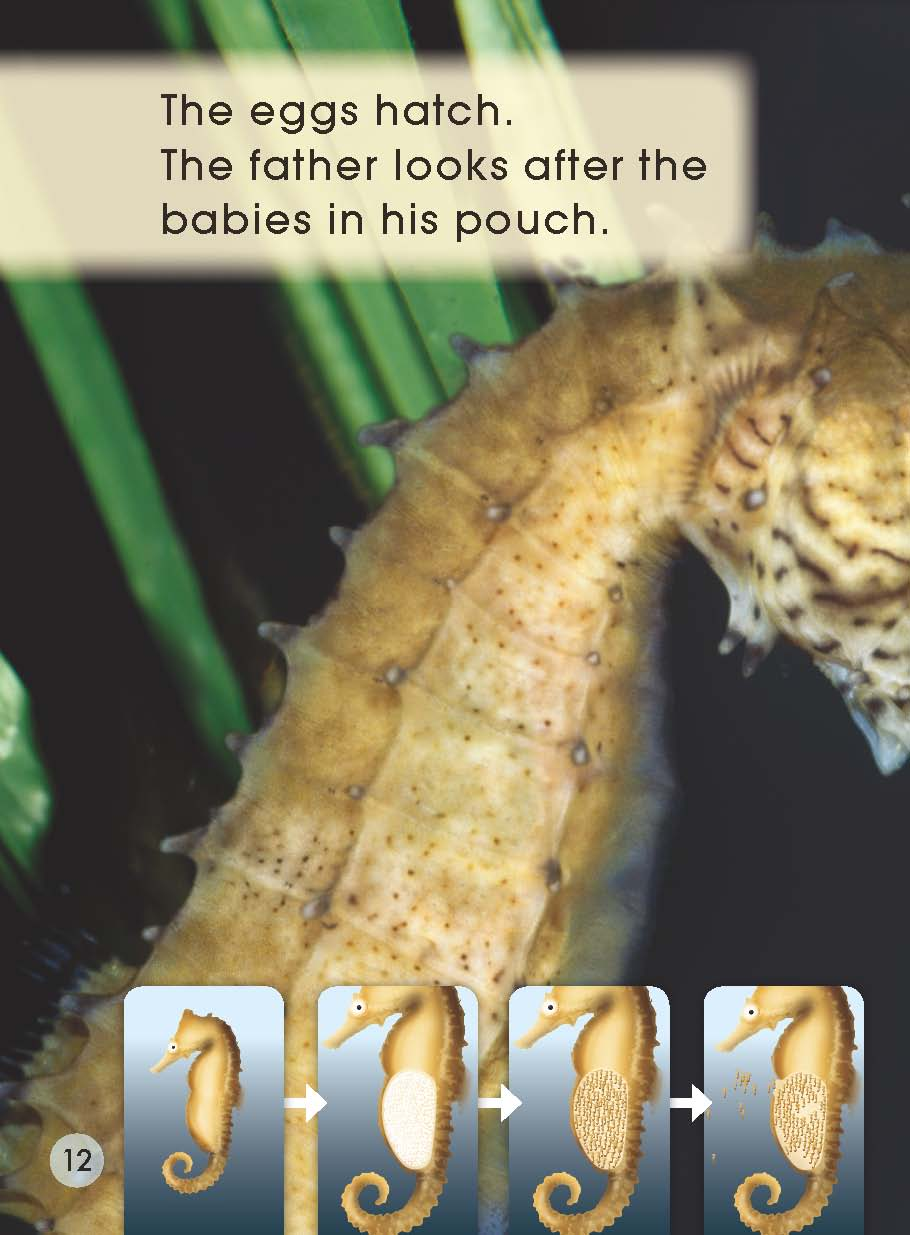 The eggs hatch.
The father looks after the
babies in his pouch.
12